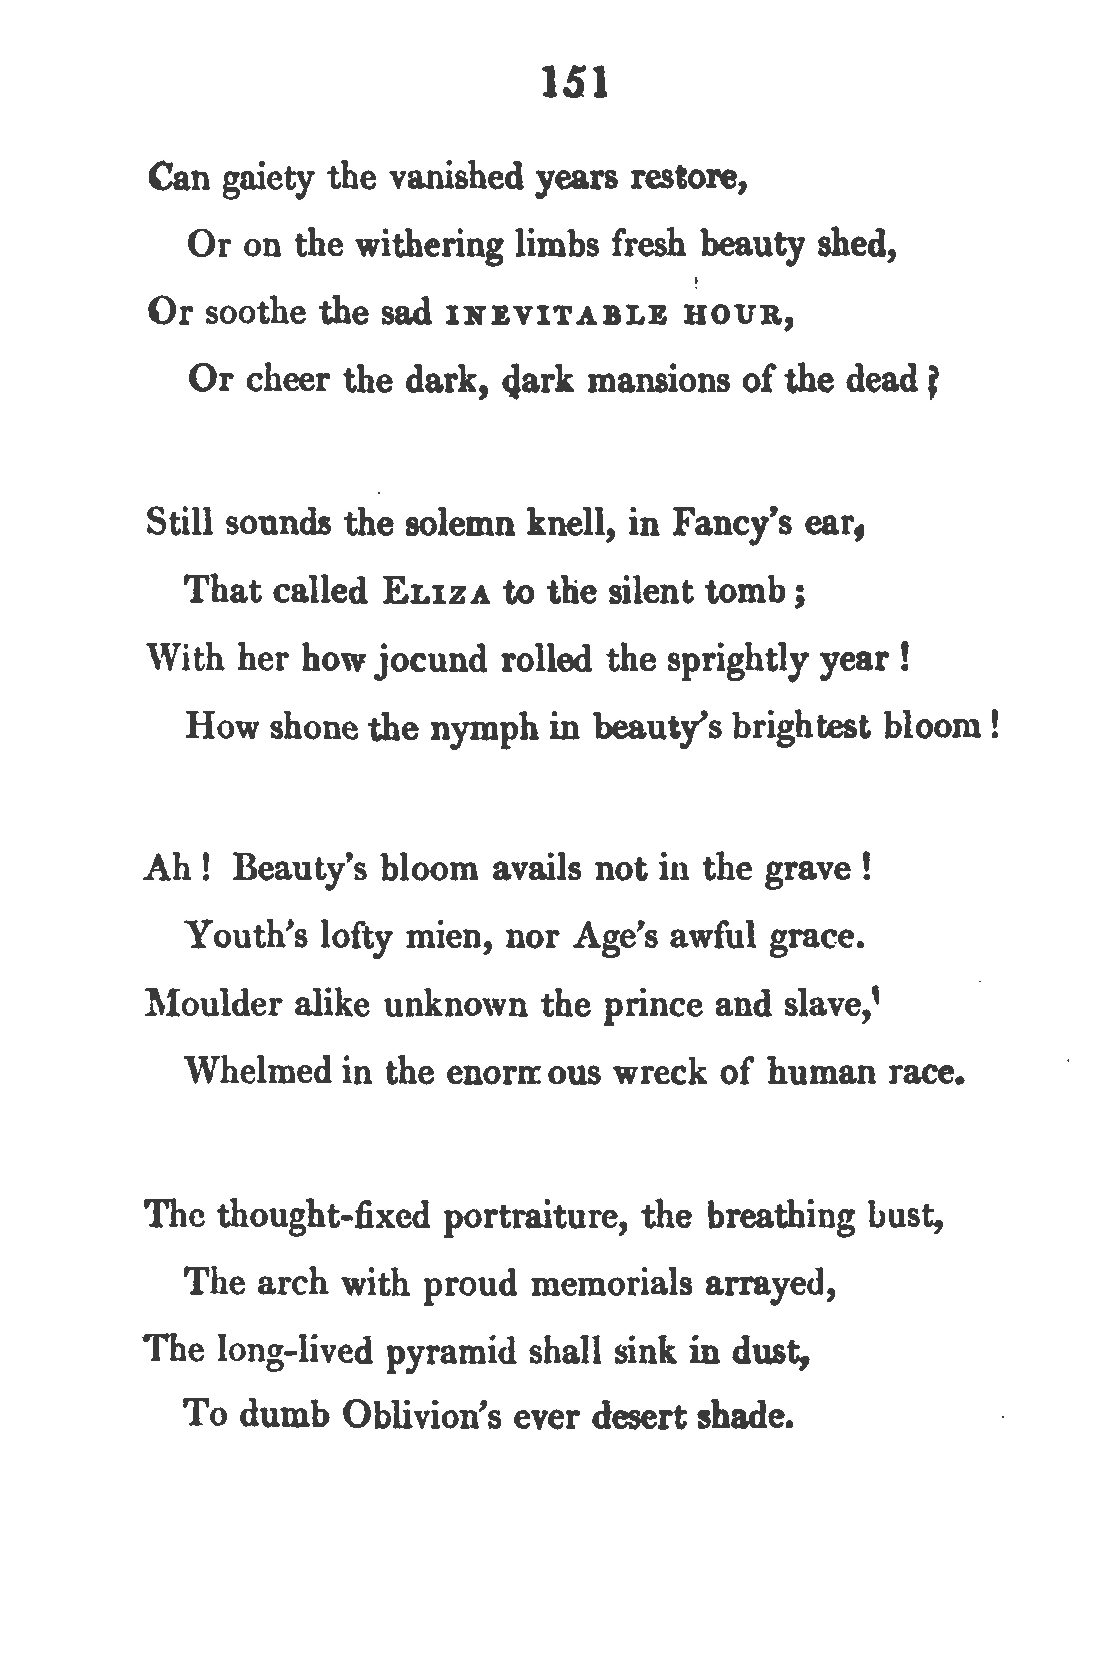 151
Can gaiety the vanished years restore,
Or on the withering limbs fresh beauty shed,
Or soothe the sad INEVITABLE HOUR,
Or cheer the dark, dark mansions of the dead?
Still sounds the solemn knell, in Fancy's ear,
That called ELIZA to the silent tomb;
With her how jocund rolled the sprightly year!
How shone the nymph in beauty's brightest bloom!
Ah! Beauty's bloom avails not in the grave!
Youth's lofty mien, nor Age's awful grace.
Moulder alike unknown the prince and slave,
Whelmed in the enormous wreck of human race.
The thought-fixed portraiture, the breathing bust,
The arch with proud memorials arrayed,
The long-lived pyramid shall sink in dust,
To dumb Oblivion's ever desert shade.